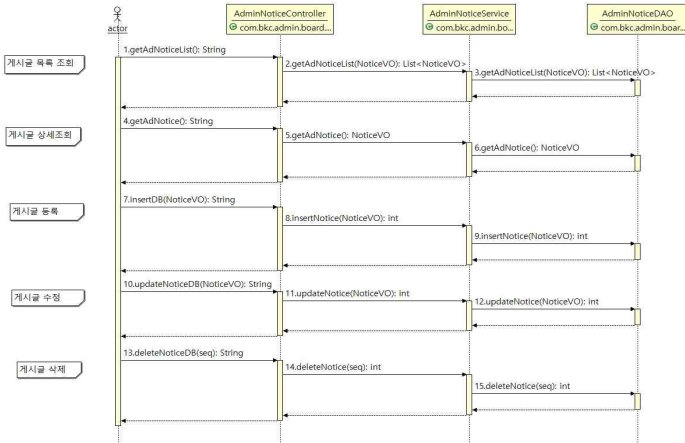 AdminNoticeController
AdminNoticeService
AdminNoticeDAO
com.bkc.admin.board...
com.bkc.admin.bo...
com.bkc.admin.boa...
actor
1.getAdNoticeList(): String
게시글 목록 조회
2.getAdNoticeList(NoticeVO): List<NoticeVO>
3.getAdNoticeList(NoticeVO): List<NoticeVO>
4.getAdNotice(): String
게시글 상세조회
5.getAdNotice(): NoticeVO
6.getAdNotice(): NoticeVO
7.insertDB(NoticeVO): String
게시글 등록
8.insertNotice(NoticeVO): int
9.insertNotice(NoticeVO): int
10.updateNoticeDB(NoticeVO): String
게시글 수정
11.updateNotice(NoticeVO): int
12.updateNotice(NoticeVO): int
13.deleteNoticeDB(seq): String
게시글 삭제
14.deleteNotice(seq): int
15.deleteNotice(seq): int